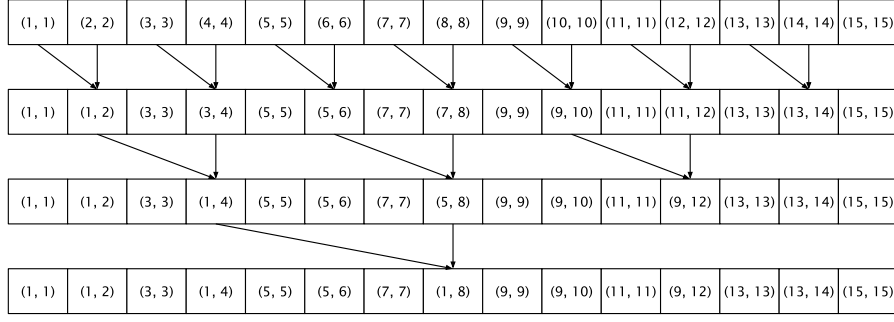 (1, 1) (2, 2) (3, 3) (4, 4) (5, 5) (6, 6) (7, 7) (8, 8) (9, 9) (10, 10) (11, 11) (12, 12) (13, 13) (14, 14) (15, 15)
(1, 1) (1, 2) (3, 3) (3, 4) (5, 5) (5, 6) (7, 7) (7, 8) (9, 9) (9, 10) (11, 11) (11, 12) (13, 13) (13, 14) (15, 15)
(1, 1) (1, 2) (3, 3) (1, 4) (5, 5) (5, 6) (7, 7) (5, 8) (9, 9) (9, 10) (11, 11) (9, 12) (13, 13) (13, 14) (15, 15)
(1, 1) (1, 2) (3, 3) (1, 4) (5, 5) (5, 6) (7, 7) (1, 8) (9, 9) (9, 10) (11, 11) (9, 12) (13, 13) (13, 14) (15, 15)